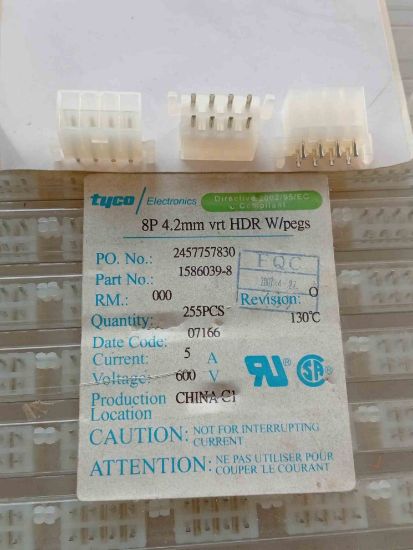 tyco / Electronics
Directive 2002/95/EC
Compliant
8P 4.2mm vrt HDR W/pegs
PO. No.: 2457757830
Part No.: 1586039-8
FQC
RM.: 000
Revision: O
Quantity: 255PCS
130℃
Date Code: 07166
Current: 5 A
Voltage: 600 V
Production Location CHINA C1
CAUTION: NOT FOR INTERRUPTING
CURRENT
ATTENTION: NE PAS UTILISER POUR
COUPER LE COURANT